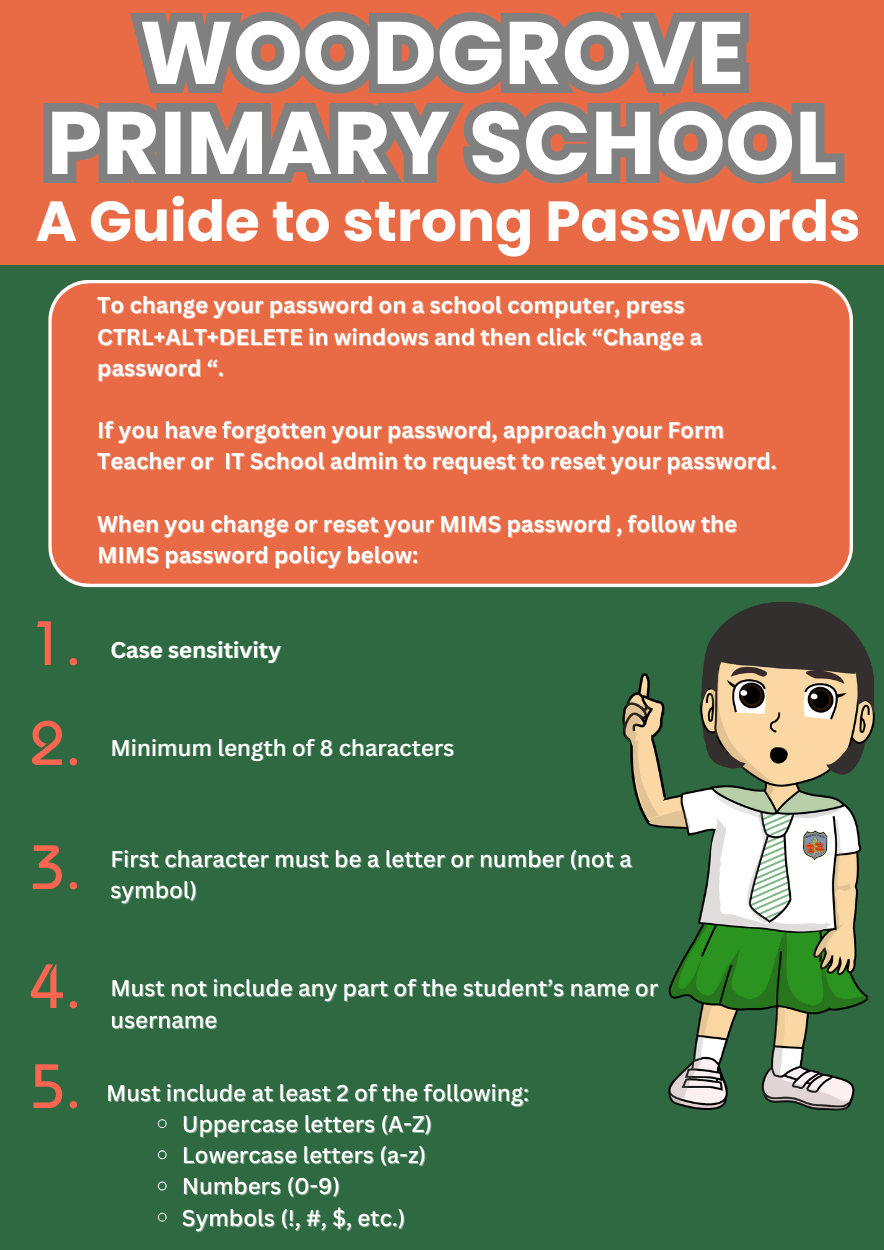 WOODGROVE
PRIMARY SCHOOL
A Guide to strong Passwords
To change your password on a school computer, press
CTRL+ALT+DELETE in windows and then click “Change a
password “.
If you have forgotten your password, approach your Form
Teacher or  IT School admin to request to reset your password.
When you change or reset your MIMS password , follow the
MIMS password policy below:
1. Case sensitivity
2. Minimum length of 8 characters
3. First character must be a letter or number (not a
symbol)
4. Must not include any part of the student’s name or
username
5. Must include at least 2 of the following:
○ Uppercase letters (A-Z)
○ Lowercase letters (a-z)
○ Numbers (0-9)
○ Symbols (!, #, $, etc.)